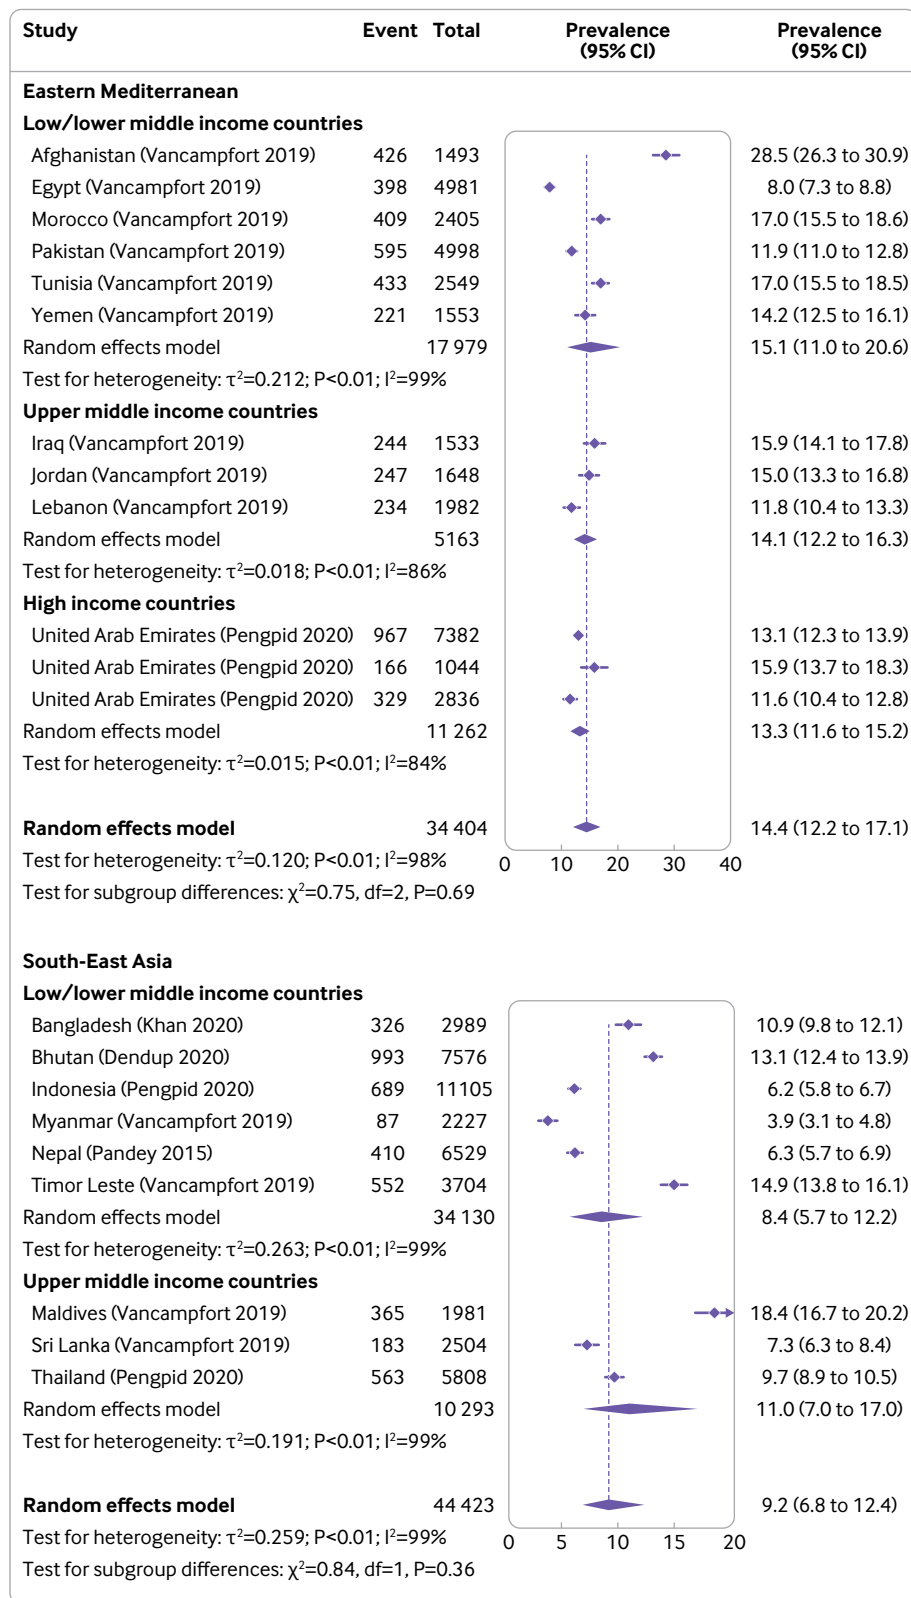 Study Event Total Prevalence (95% CI) Prevalence (95% CI)
Eastern Mediterranean
Low/lower middle income countries
Afghanistan (Vancampfort 2019) 426 1493 28.5 (26.3 to 30.9)
Egypt (Vancampfort 2019) 398 4981 8.0 (7.3 to 8.8)
Morocco (Vancampfort 2019) 409 2405 17.0 (15.5 to 18.6)
Pakistan (Vancampfort 2019) 595 4998 11.9 (11.0 to 12.8)
Tunisia (Vancampfort 2019) 433 2549 17.0 (15.5 to 18.5)
Yemen (Vancampfort 2019) 221 1553 14.2 (12.5 to 16.1)
Random effects model 17 979 15.1 (11.0 to 20.6)
Test for heterogeneity: τ²=0.212; P<0.01; I²=99%
Upper middle income countries
Iraq (Vancampfort 2019) 244 1533 15.9 (14.1 to 17.8)
Jordan (Vancampfort 2019) 247 1648 15.0 (13.3 to 16.8)
Lebanon (Vancampfort 2019) 234 1982 11.8 (10.4 to 13.3)
Random effects model 5163 14.1 (12.2 to 16.3)
Test for heterogeneity: τ²=0.018; P<0.01; I²=86%
High income countries
United Arab Emirates (Pengpid 2020) 967 7382 13.1 (12.3 to 13.9)
United Arab Emirates (Pengpid 2020) 166 1044 15.9 (13.7 to 18.3)
United Arab Emirates (Pengpid 2020) 329 2836 11.6 (10.4 to 12.8)
Random effects model 11 262 13.3 (11.6 to 15.2)
Test for heterogeneity: τ²=0.015; P<0.01; I²=84%
Random effects model 34 404 14.4 (12.2 to 17.1)
Test for heterogeneity: τ²=0.120; P<0.01; I²=98%
0 10 20 30 40
Test for subgroup differences: χ²=0.75, df=2, P=0.69
South-East Asia
Low/lower middle income countries
Bangladesh (Khan 2020) 326 2989 10.9 (9.8 to 12.1)
Bhutan (Dendup 2020) 993 7576 13.1 (12.4 to 13.9)
Indonesia (Pengpid 2020) 689 11105 6.2 (5.8 to 6.7)
Myanmar (Vancampfort 2019) 87 2227 3.9 (3.1 to 4.8)
Nepal (Pandey 2015) 410 6529 6.3 (5.7 to 6.9)
Timor Leste (Vancampfort 2019) 552 3704 14.9 (13.8 to 16.1)
Random effects model 34 130 8.4 (5.7 to 12.2)
Test for heterogeneity: τ²=0.263; P<0.01; I²=99%
Upper middle income countries
Maldives (Vancampfort 2019) 365 1981 18.4 (16.7 to 20.2)
Sri Lanka (Vancampfort 2019) 183 2504 7.3 (6.3 to 8.4)
Thailand (Pengpid 2020) 563 5808 9.7 (8.9 to 10.5)
Random effects model 10 293 11.0 (7.0 to 17.0)
Test for heterogeneity: τ²=0.191; P<0.01; I²=99%
Random effects model 44 423 9.2 (6.8 to 12.4)
Test for heterogeneity: τ²=0.259; P<0.01; I²=99%
0 5 10 15 20
Test for subgroup differences: χ²=0.84, df=1, P=0.36